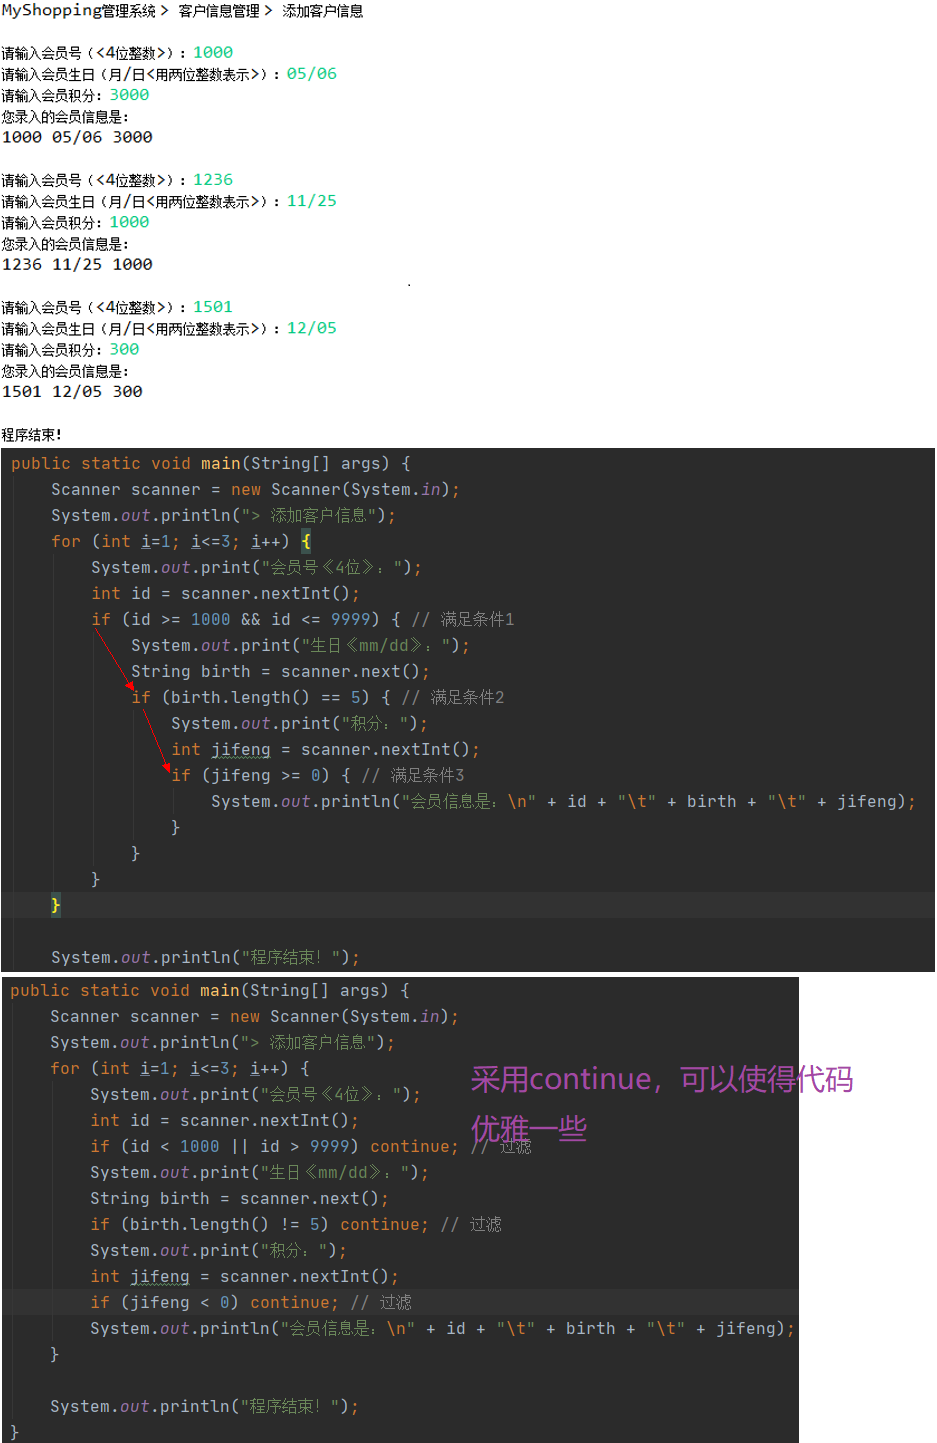 MyShopping管理系统 > 客户信息管理 > 添加客户信息
请输入会员号（<4位整数>）：1000
请输入会员生日（月/日<用两位整数表示>）：05/06
请输入会员积分：3000
您录入的会员信息是：
1000 05/06 3000
请输入会员号（<4位整数>）：1236
请输入会员生日（月/日<用两位整数表示>）：11/25
请输入会员积分：1000
您录入的会员信息是：
1236 11/25 1000
请输入会员号（<4位整数>）：1501
请输入会员生日（月/日<用两位整数表示>）：12/05
请输入会员积分：300
您录入的会员信息是：
1501 12/05 300
程序结束!
public static void main(String[] args) {
Scanner scanner = new Scanner(System.in);
System.out.println("> 添加客户信息");
for (int i=1; i<=3; i++) {
System.out.print("会员号《4位》：");
int id = scanner.nextInt();
if (id >= 1000 && id <= 9999) { // 满足条件1
System.out.print("生日《mm/dd》：");
String birth = scanner.next();
if (birth.length() == 5) { // 满足条件2
System.out.print("积分：");
int jifeng = scanner.nextInt();
if (jifeng >= 0) { // 满足条件3
System.out.println("会员信息是：\n" + id + "\t" + birth + "\t" + jifeng);
}
}
}
}
System.out.println("程序结束！");
public static void main(String[] args) {
Scanner scanner = new Scanner(System.in);
System.out.println("> 添加客户信息");
for (int i=1; i<=3; i++) {
System.out.print("会员号《4位》：");
int id = scanner.nextInt();
if (id < 1000 || id > 9999) continue; // 过滤
System.out.print("生日《mm/dd》：");
String birth = scanner.next();
if (birth.length() != 5) continue; // 过滤
System.out.print("积分：");
int jifeng = scanner.nextInt();
if (jifeng < 0) continue; // 过滤
System.out.println("会员信息是：\n" + id + "\t" + birth + "\t" + jifeng);
}
System.out.println("程序结束！");
}
采用continue，可以使得代码
优雅一些